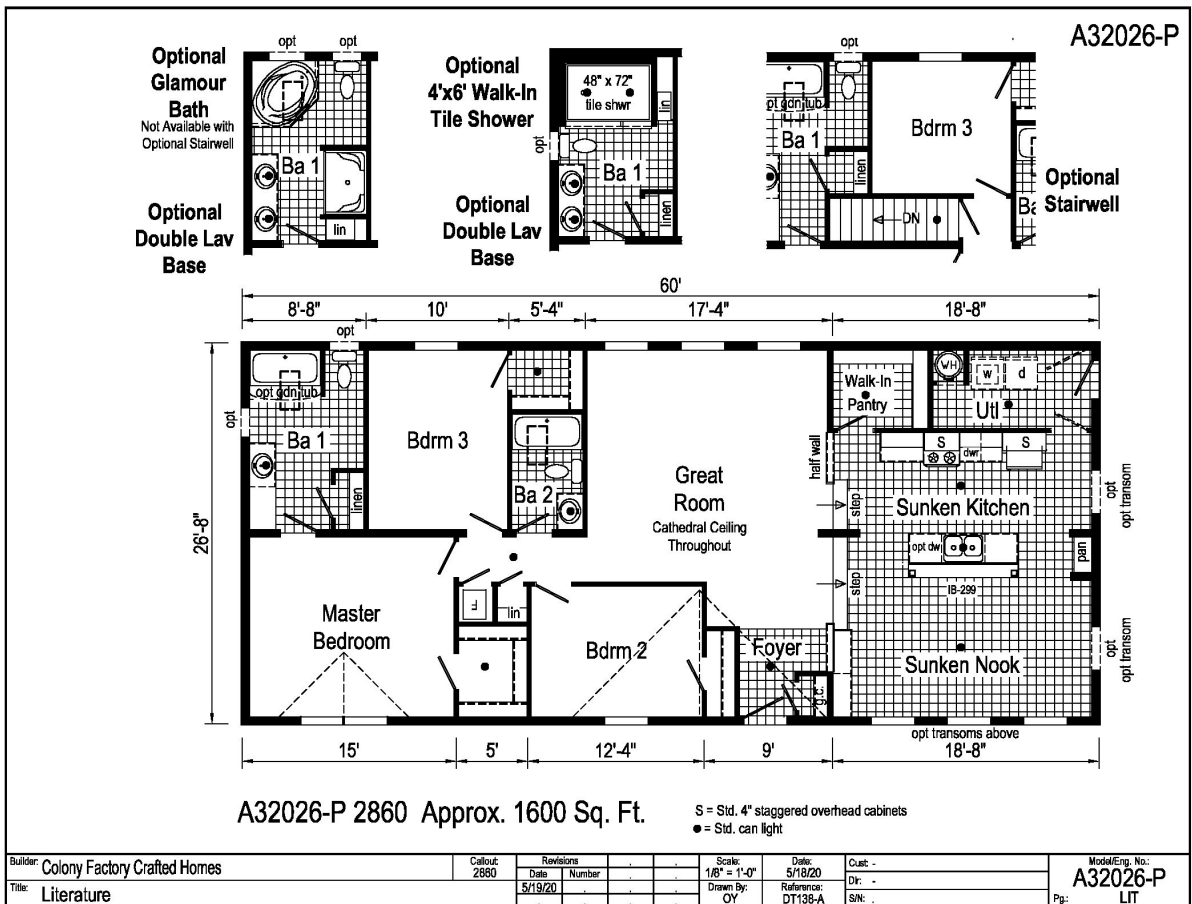 A32026-P
opt
opt
Optional
Glamour
Bath
Not Available with
Optional Stairwell
Ba 1
lin
Optional
Double Lav
Base
Optional
4'x6' Walk-In
Tile Shower
48" x 72"
tile shwr
lin
opt
Ba 1
linen
Optional
Double Lav
Base
opt
opt gdn tub
Ba 1
linen
Bdrm 3
DN
Ba
Optional
Stairwell
60'
8'-8"
10'
5'-4"
17'-4"
18'-8"
opt
26'-8"
opt
opt gdn tub
Ba 1
linen
Bdrm 3
Ba 2
Great
Room
Cathedral Ceiling
Throughout
half wall
Walk-In
Pantry
WH
w
d
Utl
S
dwr
S
step
Sunken Kitchen
opt
opt transom
opt dw
pan
IB-299
step
Master
Bedroom
lin
Bdrm 2
Foyer
g.c.
Sunken Nook
opt
opt transom
opt transoms above
15'
5'
12'-4"
9'
18'-8"
A32026-P 2860 Approx. 1600 Sq. Ft.
S = Std. 4" staggered overhead cabinets
● = Std. can light
Builder: Colony Factory Crafted Homes
Title: Literature
Callout:
2860
Revisions
Date Number
5/19/20
Scale:
1/8" = 1'-0"
Drawn By:
OY
Date:
5/18/20
Reference:
DT136-A
Cust: -
Dlr: -
S/N: .
Model/Eng. No.:
A32026-P
Pg.: LIT